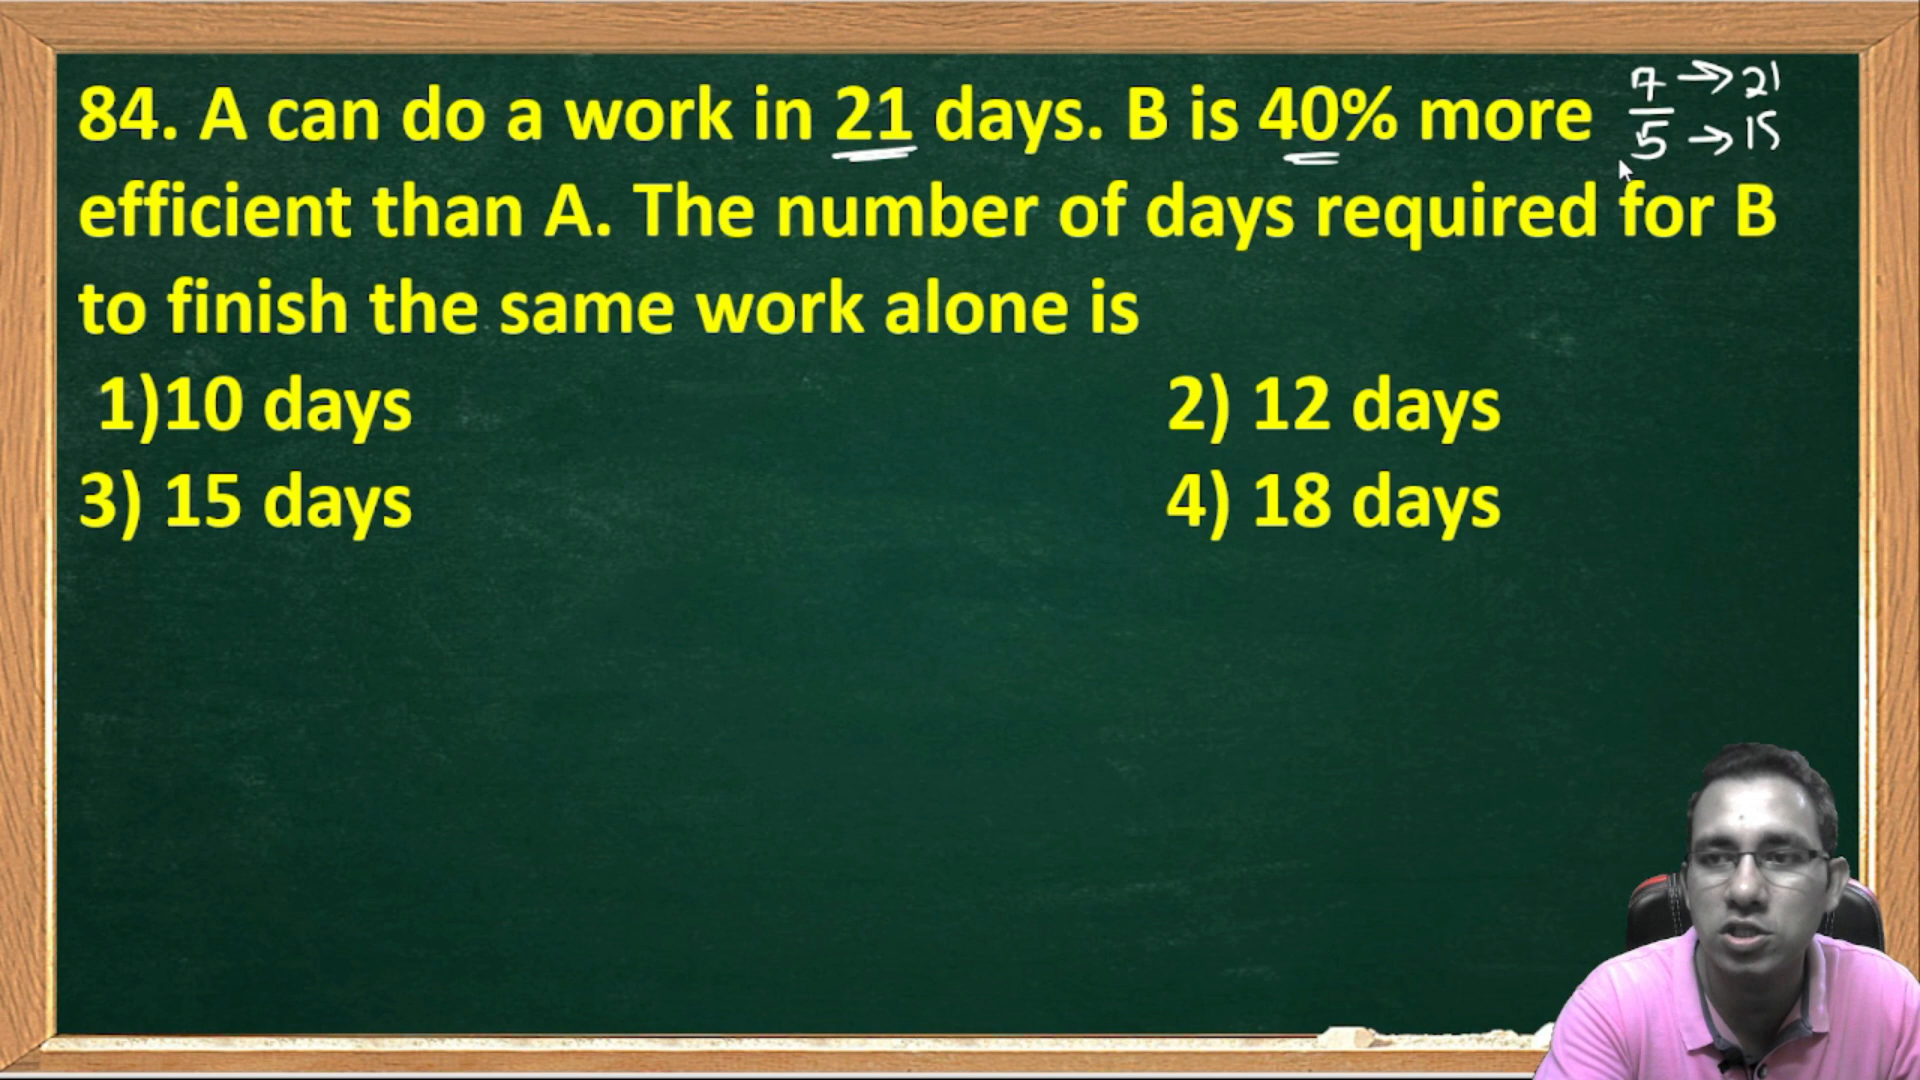 84. A can do a work in 21 days. B is 40% more
7 → 21
5 → 15
efficient than A. The number of days required for B
to finish the same work alone is
1)10 days 2) 12 days
3) 15 days 4) 18 days